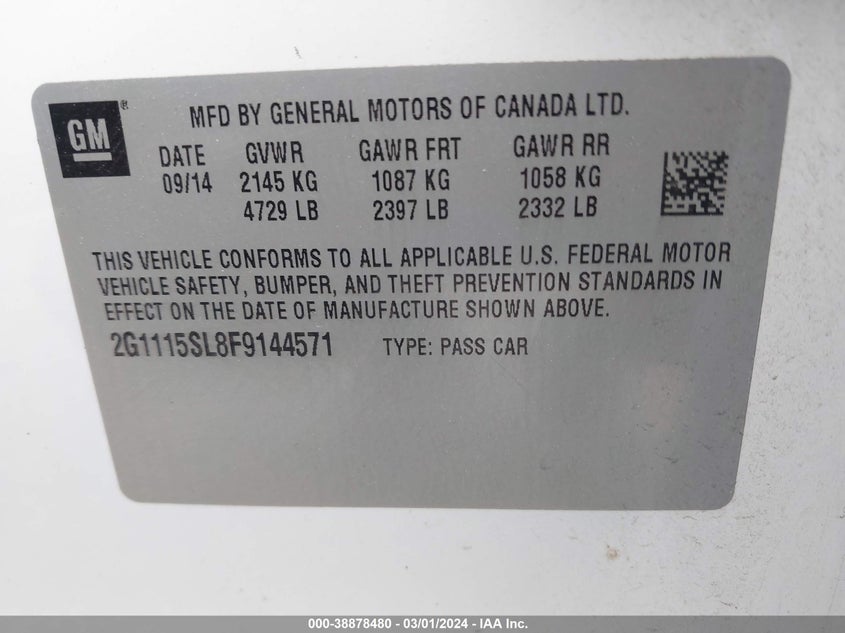 GM®
MFD BY GENERAL MOTORS OF CANADA LTD.
DATE GVWR GAWR FRT GAWR RR
09/14 2145 KG 1087 KG 1058 KG
4729 LB 2397 LB 2332 LB
THIS VEHICLE CONFORMS TO ALL APPLICABLE U.S. FEDERAL MOTOR
VEHICLE SAFETY, BUMPER, AND THEFT PREVENTION STANDARDS IN
EFFECT ON THE DATE OF MANUFACTURE SHOWN ABOVE.
2G1115SL8F9144571 TYPE: PASS CAR
000-38878480 - 03/01/2024 - IAA Inc.